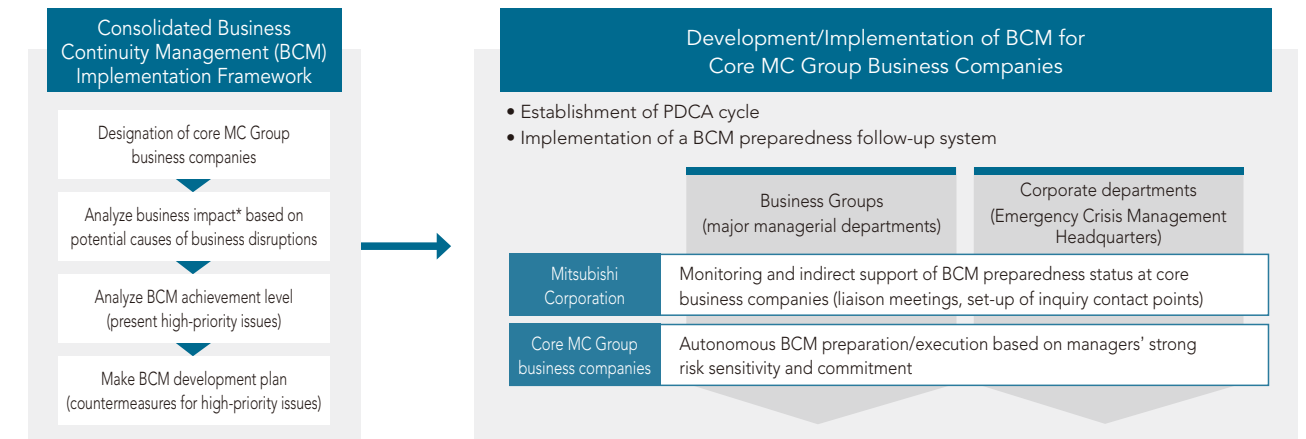 Consolidated Business
Continuity Management (BCM)
Implementation Framework
Designation of core MC Group
business companies
Analyze business impact* based on
potential causes of business disruptions
Analyze BCM achievement level
(present high-priority issues)
Make BCM development plan
(countermeasures for high-priority issues)
Development/Implementation of BCM for
Core MC Group Business Companies
• Establishment of PDCA cycle
• Implementation of a BCM preparedness follow-up system
Business Groups
(major managerial departments)
Corporate departments
(Emergency Crisis Management
Headquarters)
Mitsubishi
Corporation
Monitoring and indirect support of BCM preparedness status at core
business companies (liaison meetings, set-up of inquiry contact points)
Core MC Group
business companies
Autonomous BCM preparation/execution based on managers' strong
risk sensitivity and commitment